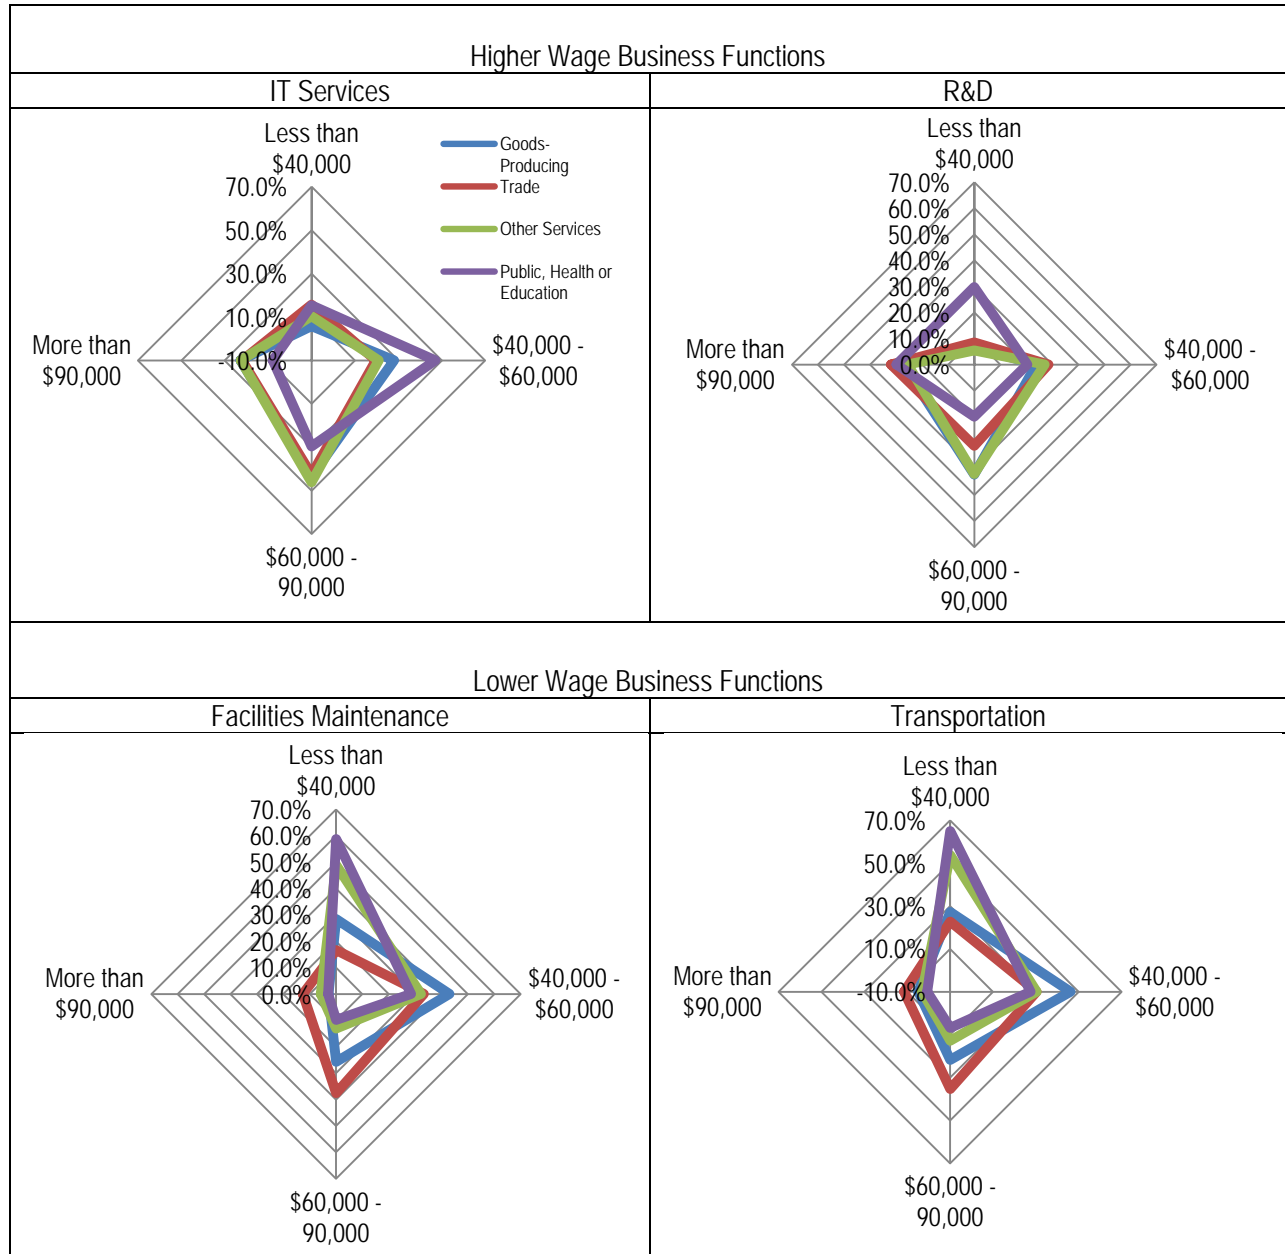 Higher Wage Business Functions
IT Services
R&D
Less than
$40,000
70.0%
50.0%
30.0%
10.0%
-10.0%
$40,000 -
$60,000
$60,000 -
90,000
More than
$90,000
Goods-
Producing
Trade
Other Services
Public, Health or
Education
Less than
$40,000
70.0%
60.0%
50.0%
40.0%
30.0%
20.0%
10.0%
0.0%
$40,000 -
$60,000
$60,000 -
90,000
More than
$90,000
Lower Wage Business Functions
Facilities Maintenance
Transportation
Less than
$40,000
70.0%
60.0%
50.0%
40.0%
30.0%
20.0%
10.0%
0.0%
$40,000 -
$60,000
$60,000 -
90,000
More than
$90,000
Less than
$40,000
70.0%
50.0%
30.0%
10.0%
-10.0%
$40,000 -
$60,000
$60,000 -
90,000
More than
$90,000